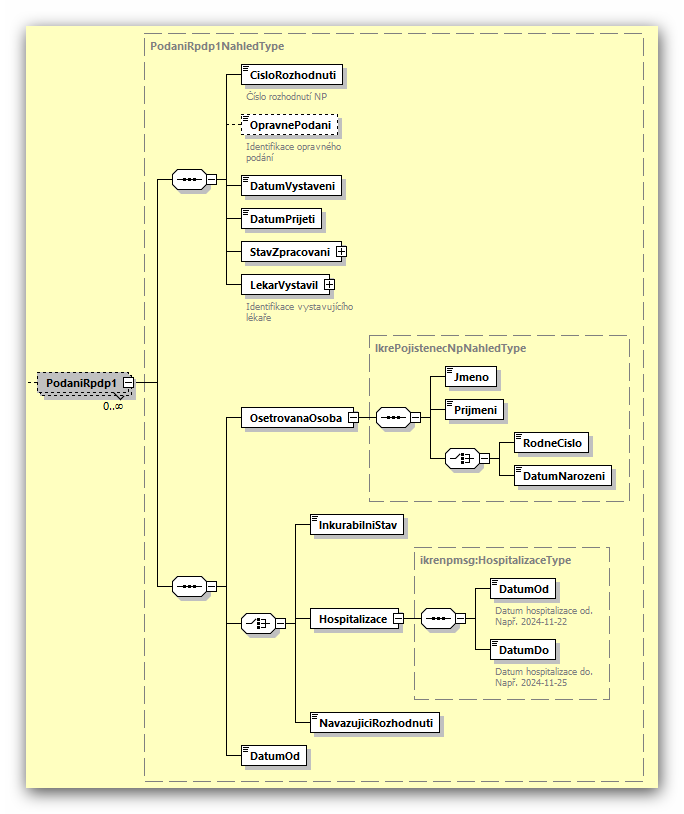 PodaniRpdp1NahledType
CisloRozhodnuti
Číslo rozhodnutí NP
OpravnePodani
Identifikace opravného
podání
DatumVystaveni
DatumPrijeti
StavZpracovani
LekarVystavil
Identifikace vystavujícího
lékaře
IkrePojistenecNpNahledType
Jmeno
PodaniRpdp1
0..∞
Prijmeni
OsetrovanaOsoba
RodneCislo
DatumNarozeni
InkurabilniStav
ikrenpmsg:HospitalizaceType
DatumOd
Datum hospitalizace od.
Např. 2024-11-22
Hospitalizace
DatumDo
Datum hospitalizace do.
Např. 2024-11-25
NavazujiciRozhodnuti
DatumOd